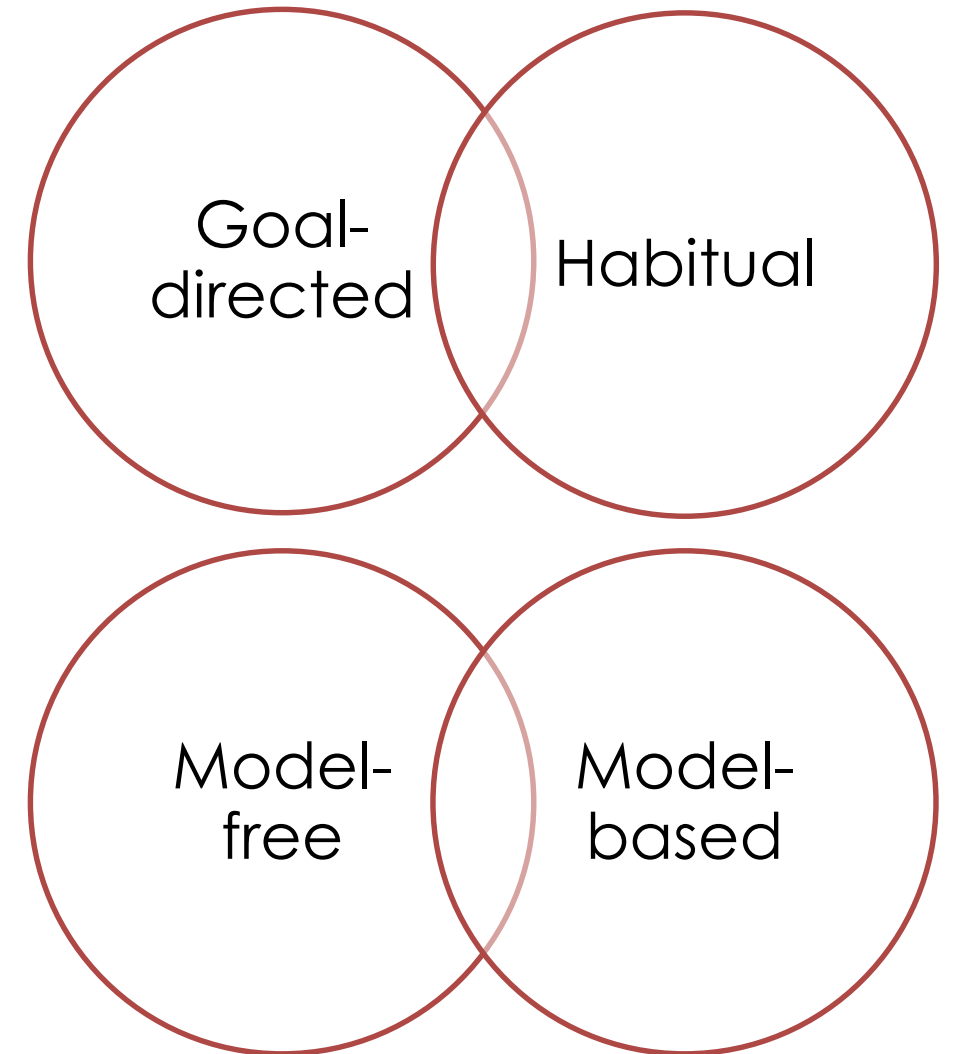 Goal-
directed
Habitual
Model-
free
Model-
based